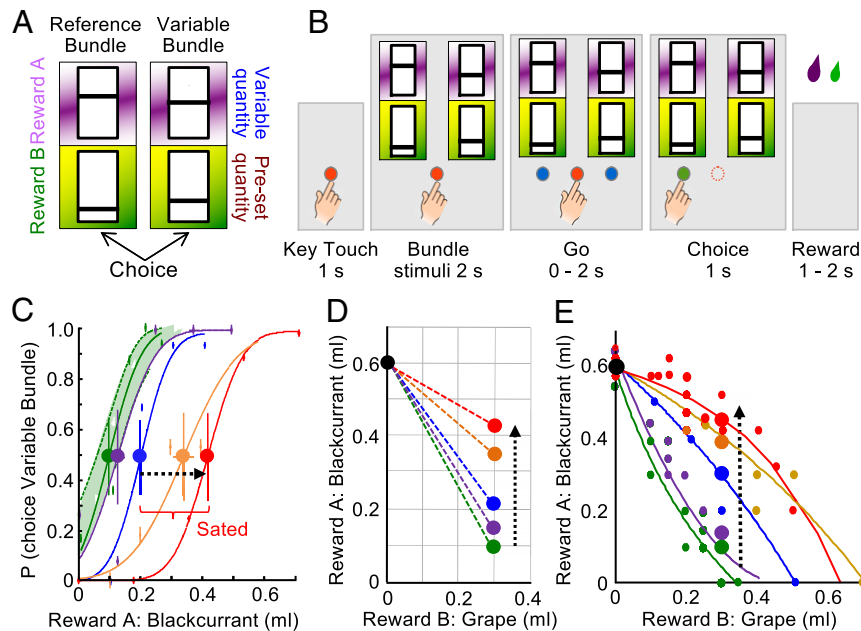 A
Reference
Bundle
Variable
Bundle
Reward A
Reward B
Variable
quantity
Pre-set
quantity
Choice
B
Key Touch
1 s
Bundle
stimuli 2 s
Go
0 - 2 s
Choice
1 s
Reward
1 - 2 s
C
P (choice Variable Bundle)
1.0
0.8
0.6
0.4
0.2
0
Sated
0
0.2
0.4
0.6
Reward A: Blackcurrant (ml)
D
Reward A: Blackcurrant (ml)
0.6
0.4
0.2
0
0
0.2
0.4
Reward B: Grape (ml)
E
Reward A: Blackcurrant (ml)
0.6
0.4
0.2
0
0
0.2
0.4
0.6
Reward B: Grape (ml)